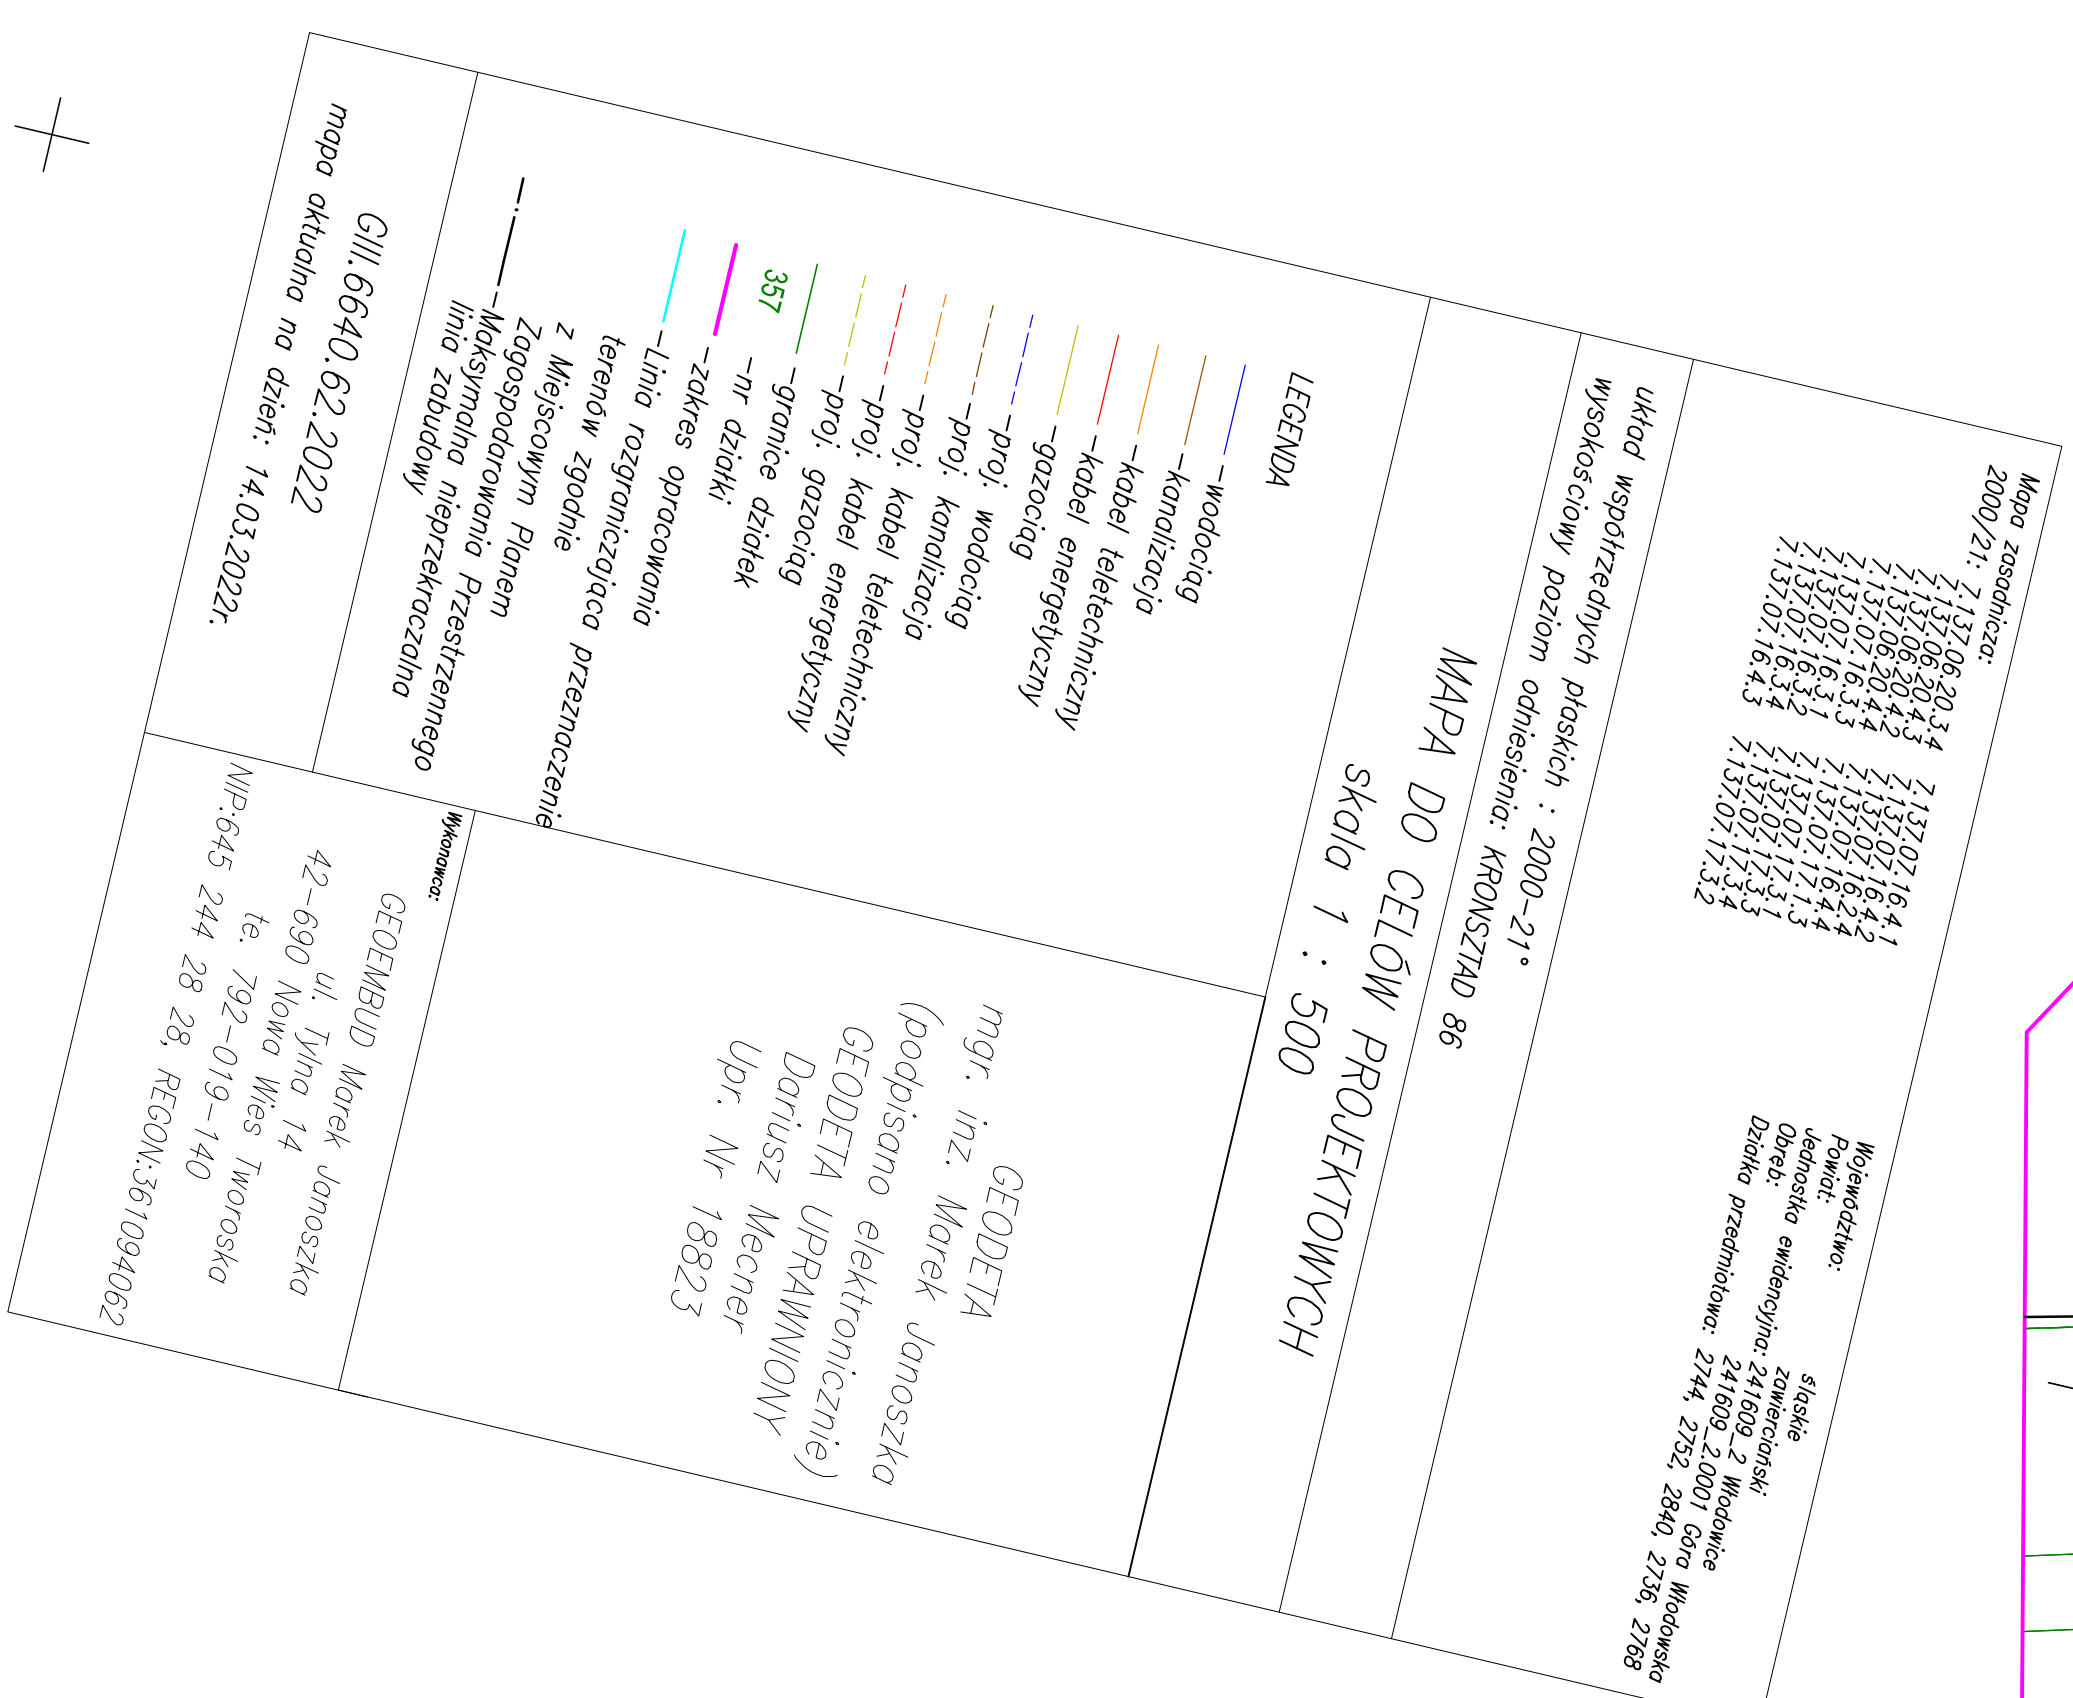 Mapa zasadnicza:
2000/21: 7.137.06.20.3.4
7.137.06.20.4.3
7.137.06.20.4.2
7.137.06.20.4.4
7.137.07.16.3.3
7.137.07.16.3.1
7.137.07.16.3.2
7.137.07.16.3.4
7.137.07.16.4.3
7.137.07.16.4.1
7.137.07.16.4.2
7.137.07.16.2.4
7.137.07.16.4.4
7.137.07.17.1.3
7.137.07.17.3.1
7.137.07.17.3.3
7.137.07.17.3.4
7.137.07.17.3.2
Województwo: śląskie
Powiat: zawierciański
Jednostka ewidencyjna: 241609_2 Włodowice
Obręb: 241609_2.0001 Góra Włodowska
Działka przedmiotowa: 2744, 2752, 2840, 2736, 2768
układ współrzędnych płaskich : 2000-21°
wysokościowy poziom odniesienia: KRONSZTAD 86
MAPA DO CELÓW PROJEKTOWYCH
skala 1 : 500
LEGENDA
-wodociąg
-kanalizacja
-kabel teletechniczny
-kabel energetyczny
-gazociąg
-proj. wodociąg
-proj. kanalizacja
-proj. kabel teletechniczny
-proj. kabel energetyczny
-proj. gazociąg
-granice działek
357 -nr działki
-zakres opracowania
-Linia rozgraniczająca przeznaczenie
terenów zgodnie
z Miejscowym Planem
Zagospodarowania Przestrzennego
-Maksymalna nieprzekraczalna
linia zabudowy
GEODETA
mgr. inz. Marek Janoszka
(podpisano elektronicznie)
GEODETA UPRAWNIONY
Dariusz Mecner
Upr. Nr 18823
GIII.6640.62.2022
mapa aktualna na dzień: 14.03.2022r.
Wykonawca:
GEOEMBUD Marek Janoszka
ul. Tylna 14
42-690 Nowa Wies Tworoska
te. 792-019-140
NIP:645 244 28 28, REGON:361094062